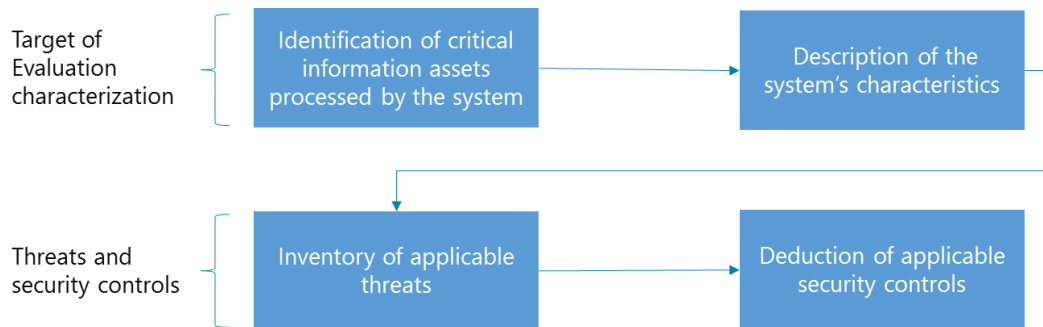 Target of
Evaluation
characterization
Identification of critical
information assets
processed by the system
Description of the
system's characteristics
Threats and
security controls
Inventory of applicable
threats
Deduction of applicable
security controls